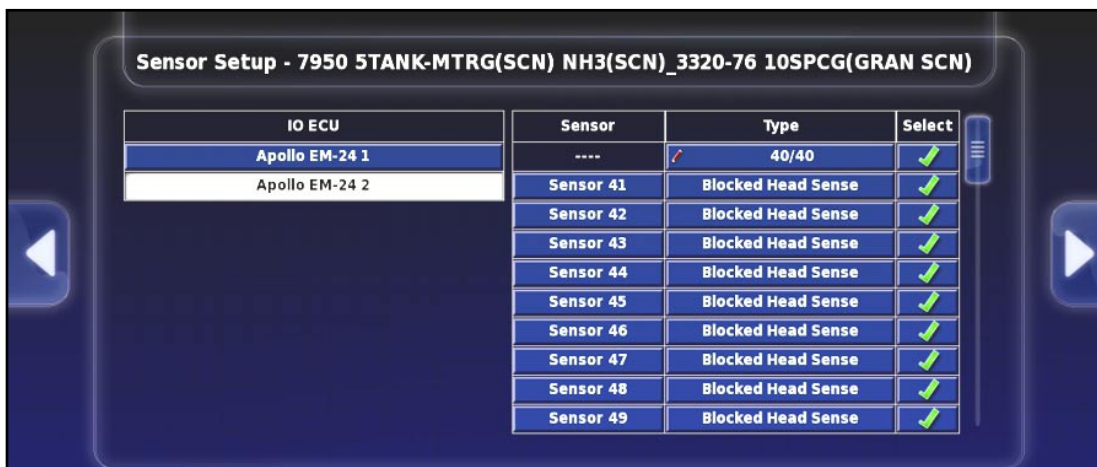 Sensor Setup - 7950 5TANK-MTRG(SCN) NH3(SCN)_3320-76 10SPCG(GRAN SCN)
IO ECU Sensor Type Select
Apollo EM-24 1 ---- 40/40
Apollo EM-24 2 Sensor 41 Blocked Head Sense
Sensor 42 Blocked Head Sense
Sensor 43 Blocked Head Sense
Sensor 44 Blocked Head Sense
Sensor 45 Blocked Head Sense
Sensor 46 Blocked Head Sense
Sensor 47 Blocked Head Sense
Sensor 48 Blocked Head Sense
Sensor 49 Blocked Head Sense